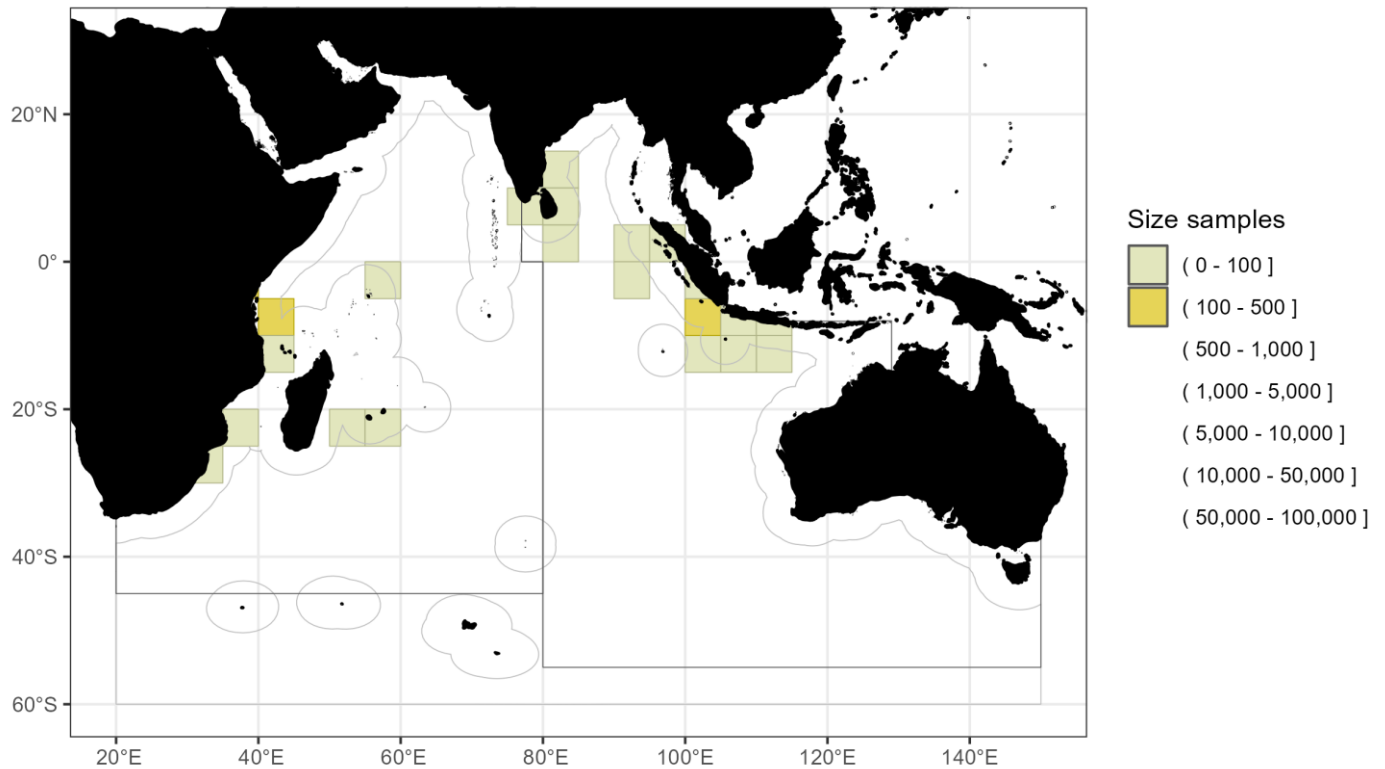 20°N
0°
20°S
40°S
60°S
20°E
40°E
60°E
80°E
100°E
120°E
140°E
Size samples
( 0 - 100 ]
( 100 - 500 ]
( 500 - 1,000 ]
( 1,000 - 5,000 ]
( 5,000 - 10,000 ]
( 10,000 - 50,000 ]
( 50,000 - 100,000 ]